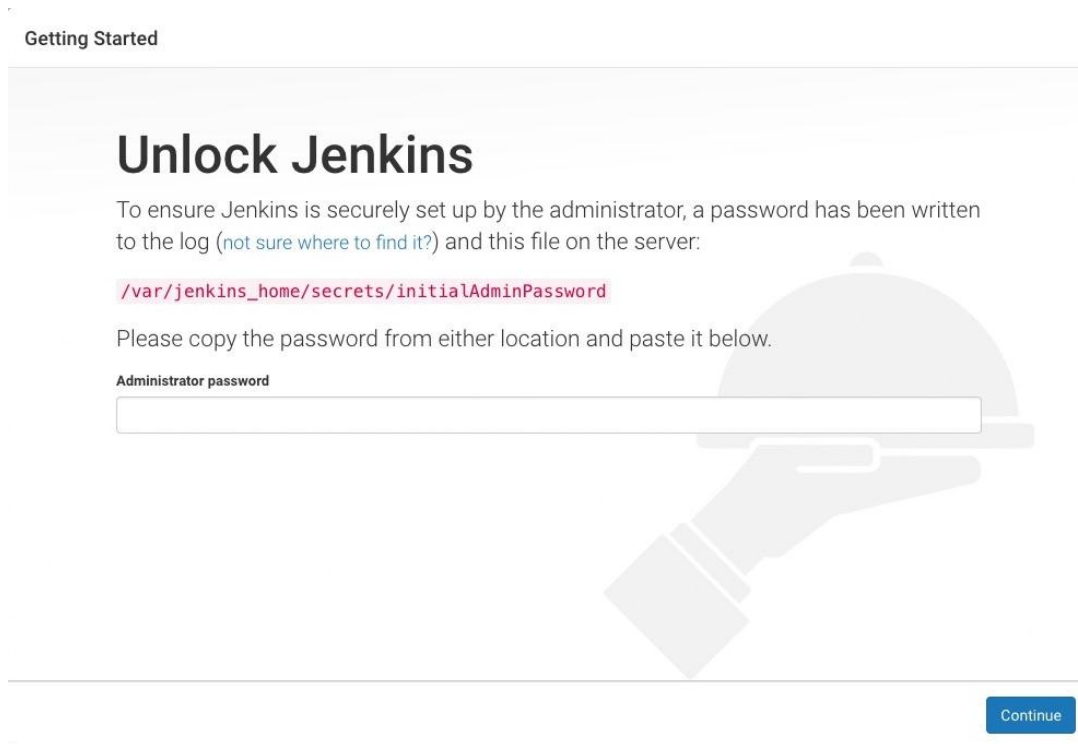 Getting Started
Unlock Jenkins
To ensure Jenkins is securely set up by the administrator, a password has been written
to the log (not sure where to find it?) and this file on the server:
/var/jenkins_home/secrets/initialAdminPassword
Please copy the password from either location and paste it below.
Administrator password
Continue